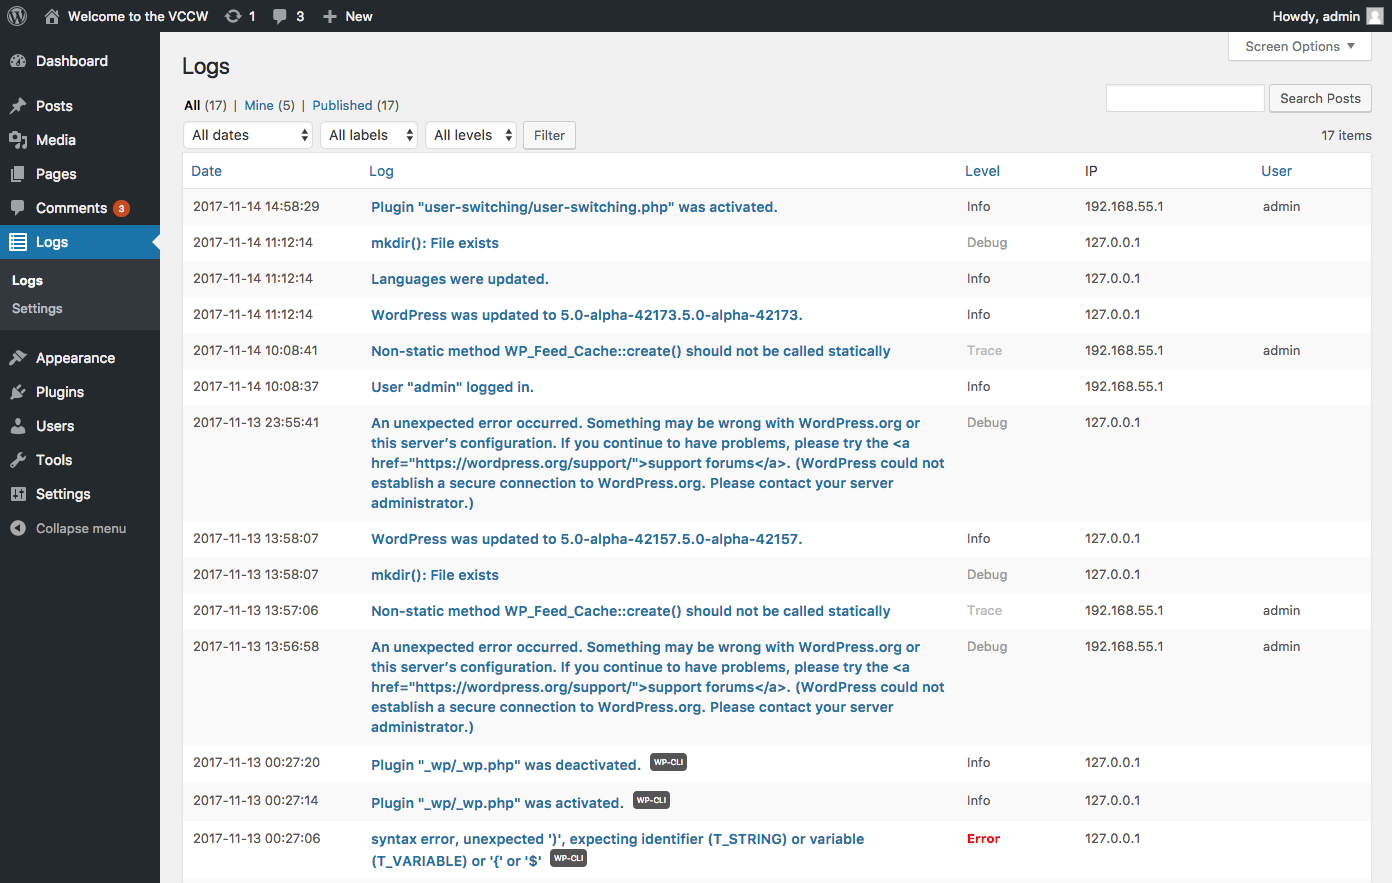 Welcome to the VCCW 1 3 New Howdy, admin
Screen Options
Dashboard
Posts
Media
Pages
Comments 3
Logs
Logs
Settings
Appearance
Plugins
Users
Tools
Settings
Collapse menu
Logs
All (17) | Mine (5) | Published (17)
Search Posts
All dates All labels All levels Filter 17 items
Date Log Level IP User
2017-11-14 14:58:29 Plugin "user-switching/user-switching.php" was activated. Info 192.168.55.1 admin
2017-11-14 11:12:14 mkdir(): File exists Debug 127.0.0.1
2017-11-14 11:12:14 Languages were updated. Info 127.0.0.1
2017-11-14 11:12:14 WordPress was updated to 5.0-alpha-42173.5.0-alpha-42173. Info 127.0.0.1
2017-11-14 10:08:41 Non-static method WP_Feed_Cache::create() should not be called statically Trace 192.168.55.1 admin
2017-11-14 10:08:37 User "admin" logged in. Info 192.168.55.1
2017-11-13 23:55:41 An unexpected error occurred. Something may be wrong with WordPress.org or Debug 127.0.0.1
this server’s configuration. If you continue to have problems, please try the <a
href="https://wordpress.org/support/">support forums</a>. (WordPress could not
establish a secure connection to WordPress.org. Please contact your server
administrator.)
2017-11-13 13:58:07 WordPress was updated to 5.0-alpha-42157.5.0-alpha-42157. Info 127.0.0.1
2017-11-13 13:58:07 mkdir(): File exists Debug 127.0.0.1
2017-11-13 13:57:06 Non-static method WP_Feed_Cache::create() should not be called statically Trace 192.168.55.1 admin
2017-11-13 13:56:58 An unexpected error occurred. Something may be wrong with WordPress.org or Debug 192.168.55.1 admin
this server’s configuration. If you continue to have problems, please try the <a
href="https://wordpress.org/support/">support forums</a>. (WordPress could not
establish a secure connection to WordPress.org. Please contact your server
administrator.)
2017-11-13 00:27:20 Plugin "_wp/_wp.php" was deactivated. WP-CLI Info 127.0.0.1
2017-11-13 00:27:14 Plugin "_wp/_wp.php" was activated. WP-CLI Info 127.0.0.1
2017-11-13 00:27:06 syntax error, unexpected ')', expecting identifier (T_STRING) or variable Error 127.0.0.1
(T_VARIABLE) or '{' or '$' WP-CLI